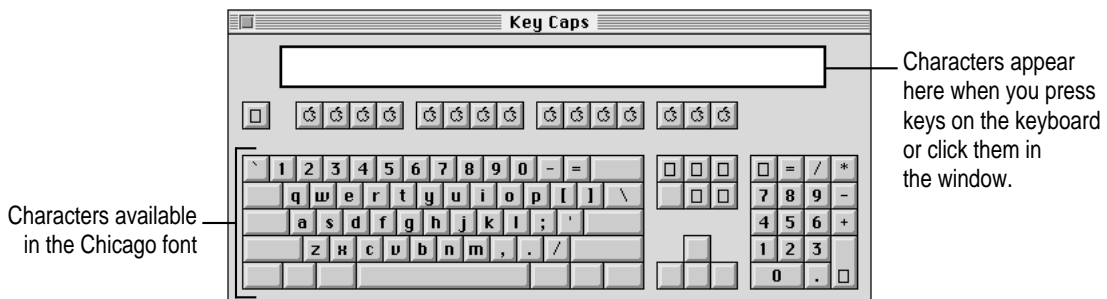 Key Caps
Characters appear
here when you press
keys on the keyboard
or click them in
the window.
` 1 2 3 4 5 6 7 8 9 0 - = = / *
q w e r t y u i o p [ ] \ 7 8 9 -
Characters available
in the Chicago font
a s d f g h j k l ; ' 4 5 6 +
z x c v b n m , . / 1 2 3
0 .